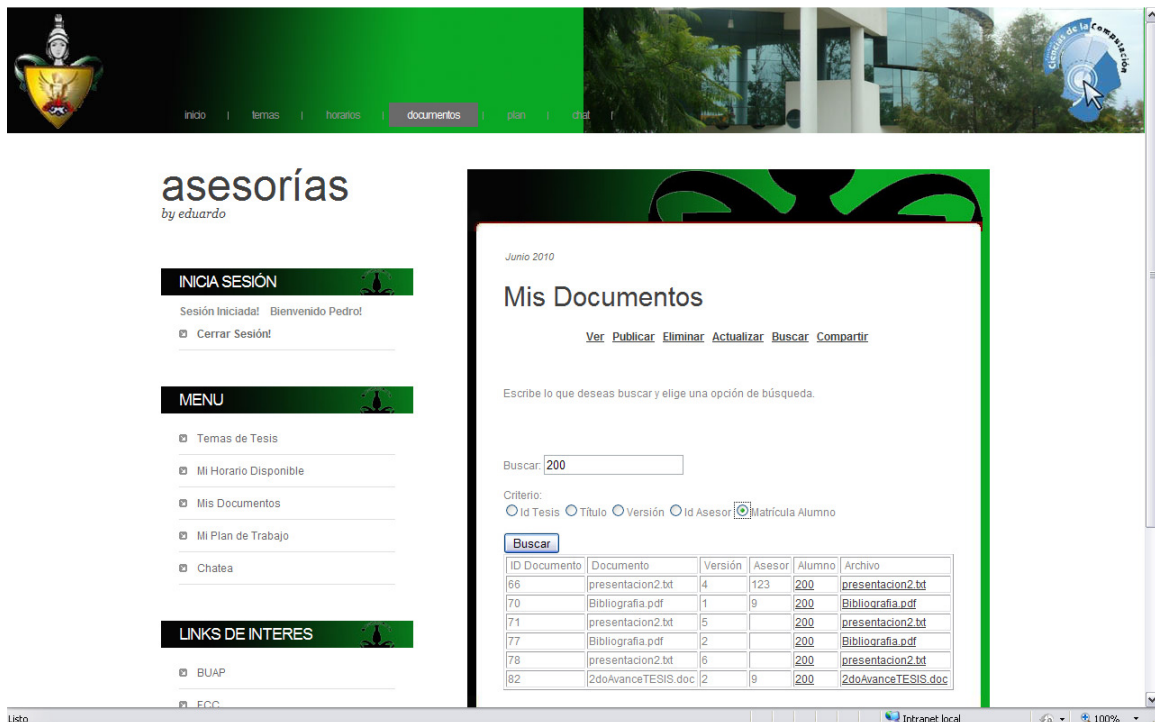 Ciencias de la Computación
inicio | temas | horarios | documentos | plan | chat |
asesorías
by eduardo
INICIA SESIÓN
Sesión Iniciada! Bienvenido Pedro!
Cerrar Sesión!
MENU
Temas de Tesis
Mi Horario Disponible
Mis Documentos
Mi Plan de Trabajo
Chatea
LINKS DE INTERES
BUAP
FCC
Junio 2010
Mis Documentos
Ver Publicar Eliminar Actualizar Buscar Compartir
Escribe lo que deseas buscar y elige una opción de búsqueda.
Buscar: 200
Criterio:
Id Tesis Título Versión Id Asesor Matrícula Alumno
Buscar
ID Documento Documento Versión Asesor Alumno Archivo
66 presentacion2.txt 4 123 200 presentacion2.txt
70 Bibliografia.pdf 1 9 200 Bibliografia.pdf
71 presentacion2.txt 5 200 presentacion2.txt
77 Bibliografia.pdf 2 200 Bibliografia.pdf
78 presentacion2.txt 6 200 presentacion2.txt
82 2doAvanceTESIS.doc 2 9 200 2doAvanceTESIS.doc
Listo Intranet local 100%